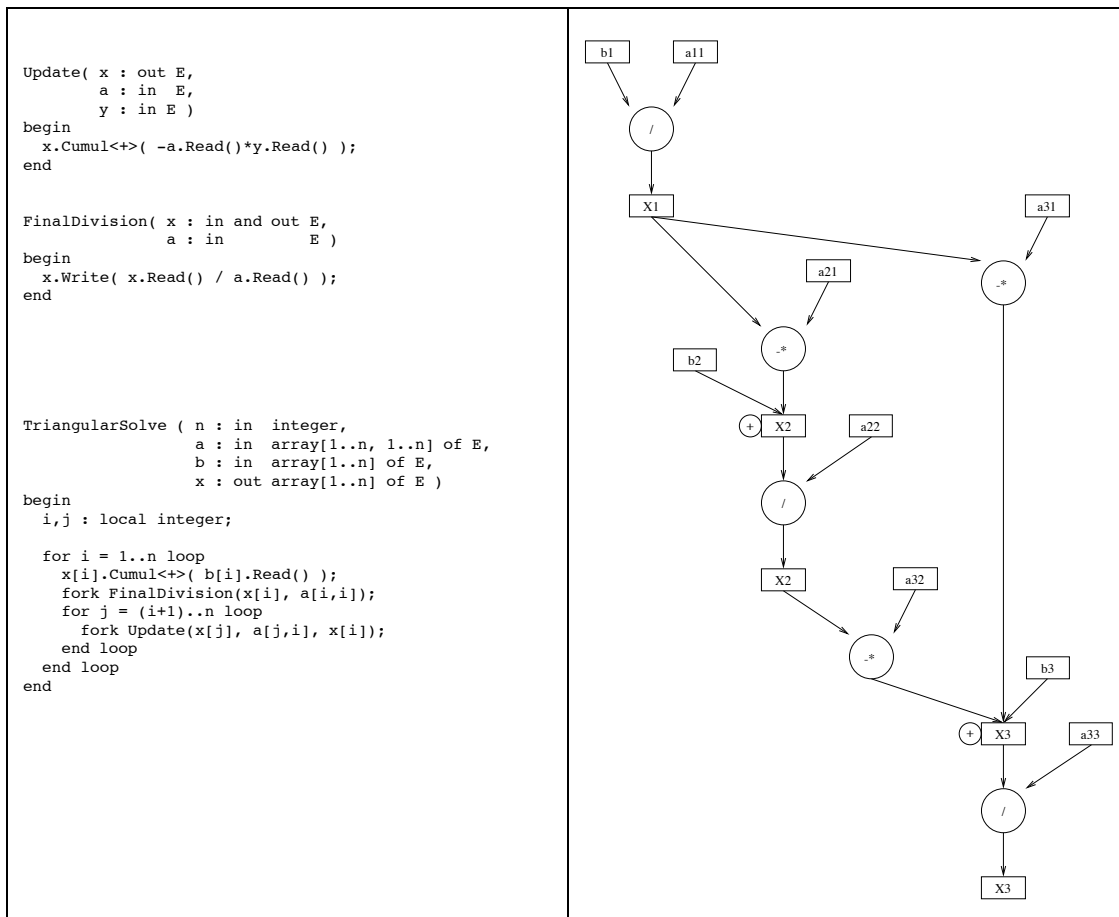 Update( x : out E,
        a : in  E,
        y : in E )
begin
  x.Cumul<+>( -a.Read()*y.Read() );
end
FinalDivision( x : in and out E,
               a : in         E )
begin
  x.Write( x.Read() / a.Read() );
end
TriangularSolve ( n : in  integer,
                  a : in  array[1..n, 1..n] of E,
                  b : in  array[1..n] of E,
                  x : out array[1..n] of E )
begin
  i,j : local integer;
  for i = 1..n loop
    x[i].Cumul<+>( b[i].Read() );
    fork FinalDivision(x[i], a[i,i]);
    for j = (i+1)..n loop
      fork Update(x[j], a[j,i], x[i]);
    end loop
  end loop
end
b1
a11
/
X1
a31
a21
-*
-*
b2
+
X2
a22
/
X2
a32
-*
b3
+
X3
a33
/
X3